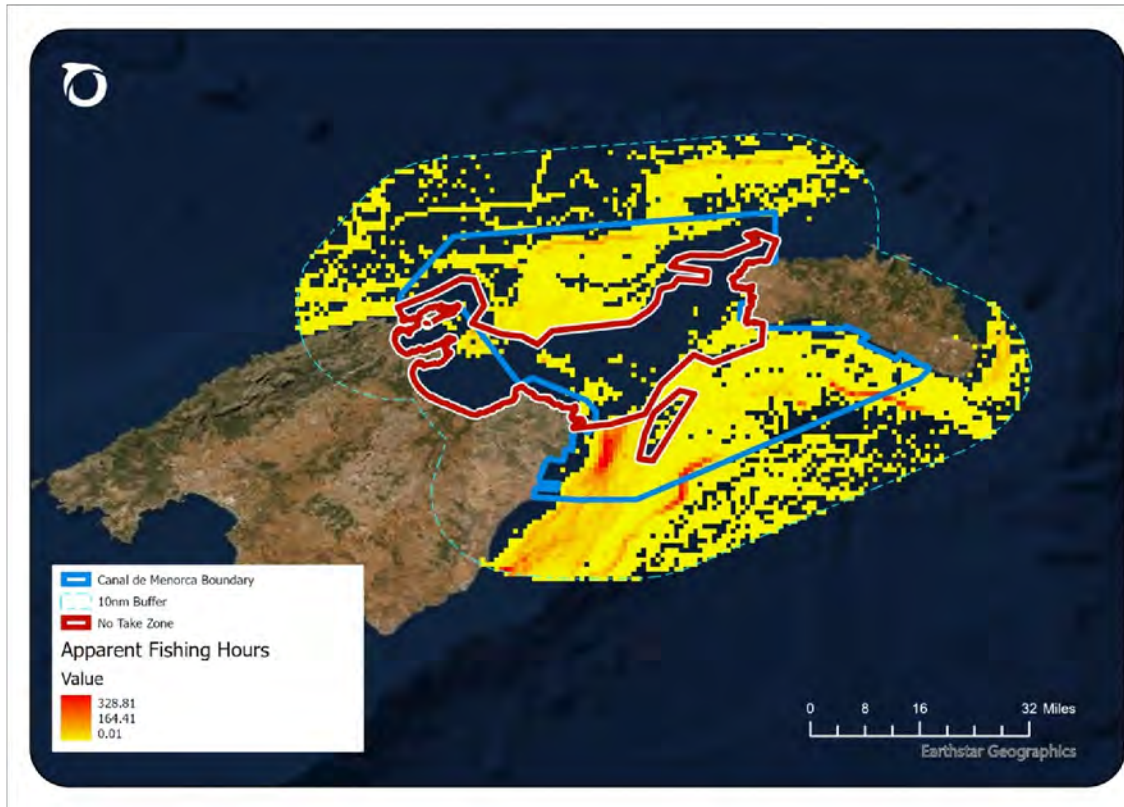 Canal de Menorca Boundary
10nm Buffer
No Take Zone
Apparent Fishing Hours
Value
328.81
164.41
0.01
0 8 16 32 Miles
Earthstar Geographics